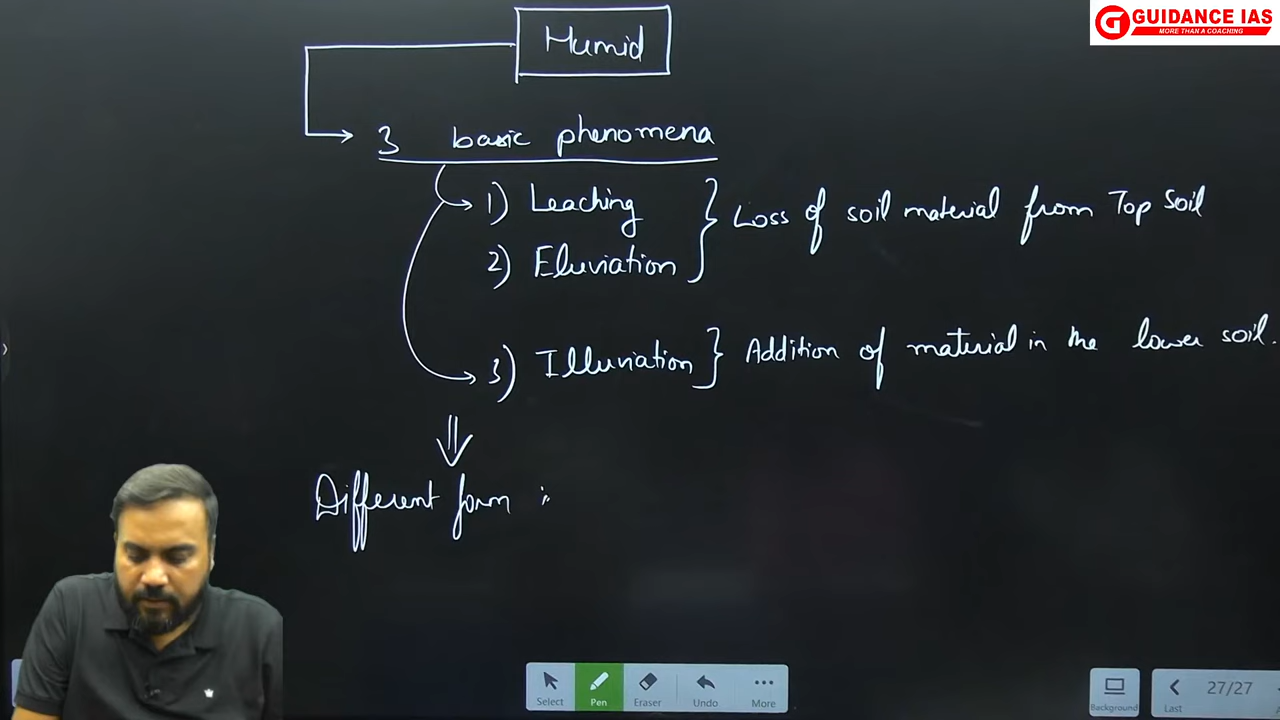 GUIDANCE IAS
MORE THAN A COACHING
Humid
3 basic phenomena
1) Leaching
2) Eluviation
Loss of soil material from Top soil
3) Illuviation
Addition of material in the lower soil.
Different form
Select
Pen
Eraser
Undo
More
Background
27/27
Last